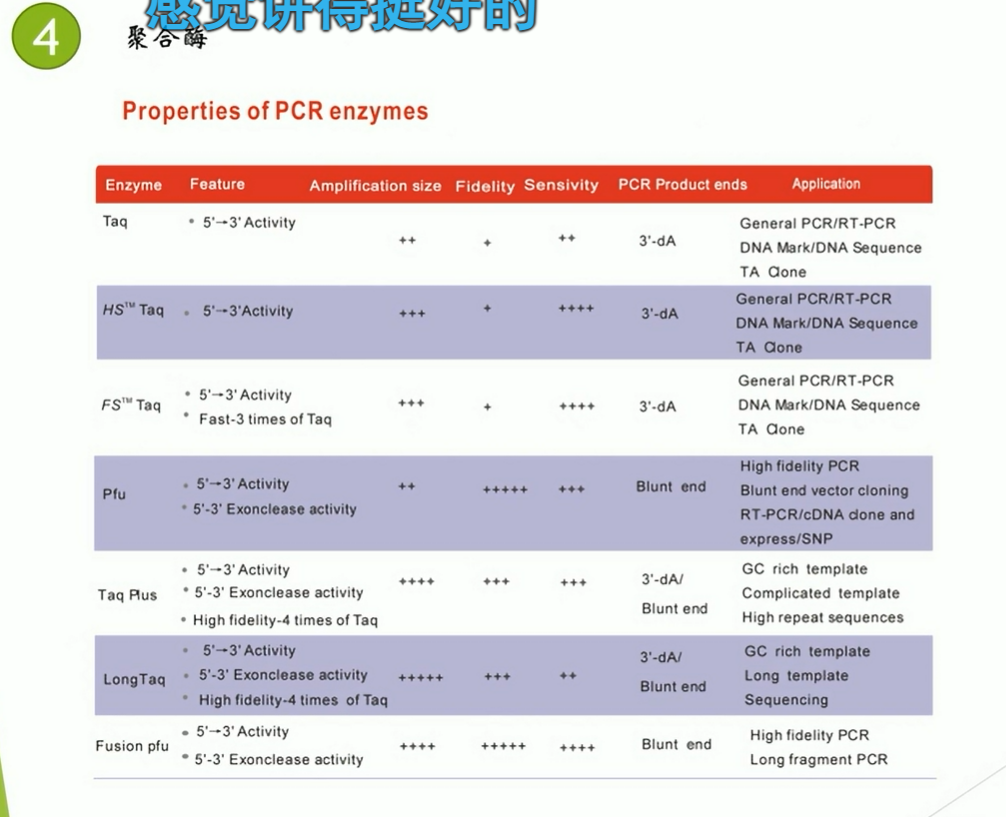 感觉讲得挺好的
4
聚合酶
Properties of PCR enzymes
Enzyme Feature Amplification size Fidelity Sensivity PCR Product ends Application
Taq • 5'→3' Activity ++ + ++ 3'-dA General PCR/RT-PCR
DNA Mark/DNA Sequence
TA Clone
HS™ Taq • 5'→3'Activity +++ + ++++ 3'-dA General PCR/RT-PCR
DNA Mark/DNA Sequence
TA Clone
FS™ Taq • 5'→3' Activity +++ + ++++ 3'-dA General PCR/RT-PCR
• Fast-3 times of Taq DNA Mark/DNA Sequence
TA Clone
Pfu • 5'→3' Activity ++ +++++ +++ Blunt end High fidelity PCR
• 5'-3' Exonclease activity Blunt end vector cloning
RT-PCR/cDNA clone and
express/SNP
Taq Plus • 5'→3' Activity ++++ +++ +++ 3'-dA/ GC rich template
• 5'-3' Exonclease activity Blunt end Complicated template
• High fidelity-4 times of Taq High repeat sequences
LongTaq • 5'→3' Activity +++++ +++ ++ 3'-dA/ GC rich template
• 5'-3' Exonclease activity Blunt end Long template
• High fidelity-4 times of Taq Sequencing
Fusion pfu • 5'→3' Activity ++++ +++++ ++++ Blunt end High fidelity PCR
• 5'-3' Exonclease activity Long fragment PCR